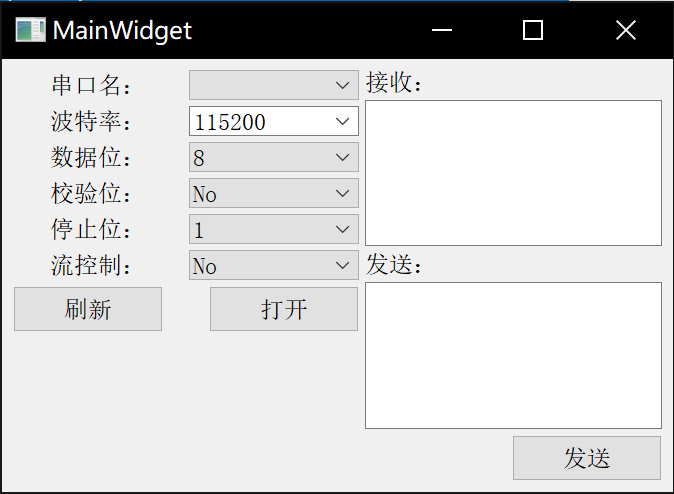 MainWidget
串口名：
波特率： 115200
数据位： 8
校验位： No
停止位： 1
流控制： No
刷新 打开
接收：
发送：
发送